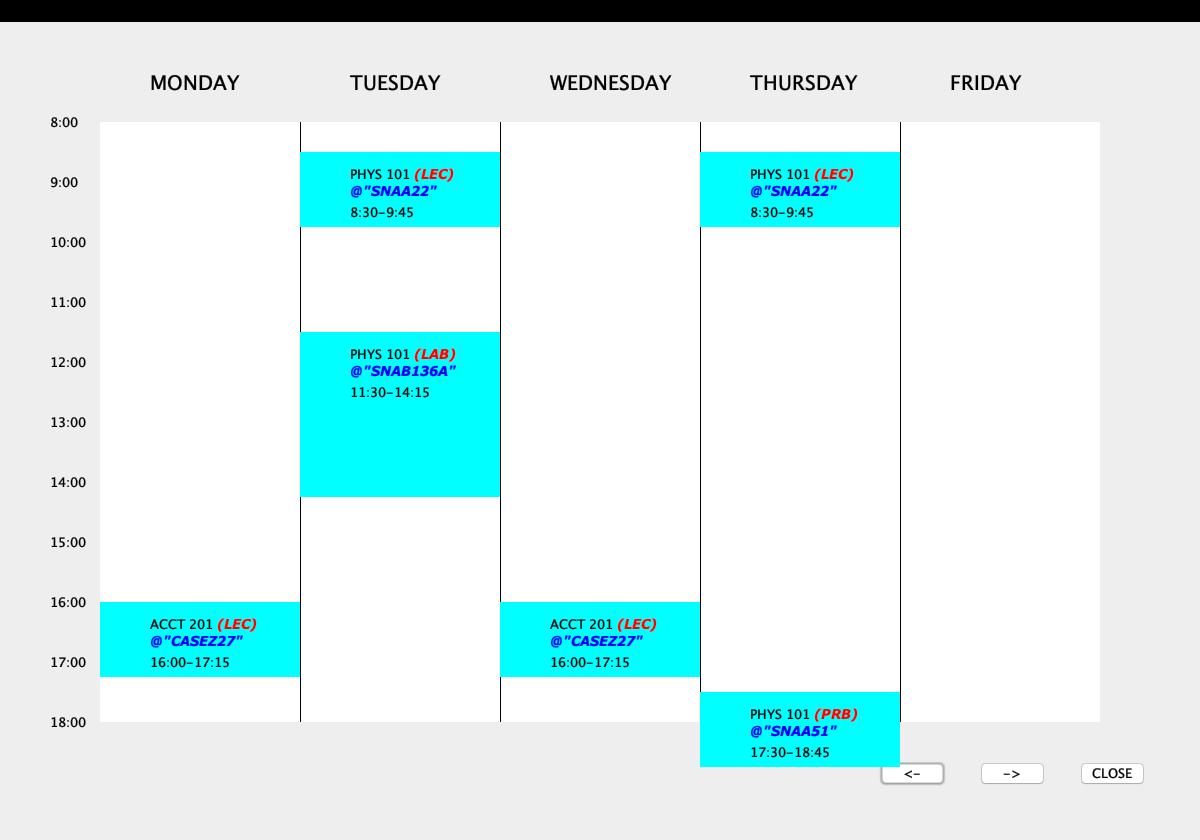 MONDAY TUESDAY WEDNESDAY THURSDAY FRIDAY
8:00
PHYS 101 (LEC)
@"SNAA22"
8:30-9:45
PHYS 101 (LEC)
@"SNAA22"
8:30-9:45
9:00
10:00
11:00
PHYS 101 (LAB)
@"SNAB136A"
11:30-14:15
12:00
13:00
14:00
15:00
16:00
ACCT 201 (LEC)
@"CASEZ27"
16:00-17:15
ACCT 201 (LEC)
@"CASEZ27"
16:00-17:15
17:00
18:00
PHYS 101 (PRB)
@"SNAA51"
17:30-18:45
<- -> CLOSE